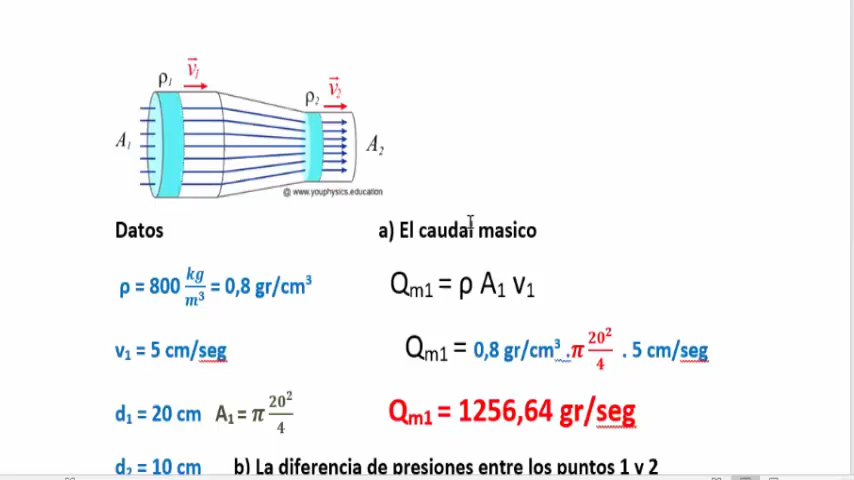 ρ₁ v⃗₁
ρ₂ v⃗₂
A₁ A₂
@ www.youphysics.education
Datos a) El caudal masico
ρ = 800 kg/m³ = 0,8 gr/cm³ Qm1 = ρ A₁ v₁
v₁ = 5 cm/seg Qm1 = 0,8 gr/cm³ .π 20²/4 . 5 cm/seg
d₁ = 20 cm A₁ = π 20²/4 Qm1 = 1256,64 gr/seg
d₂ = 10 cm b) La diferencia de presiones entre los puntos 1 y 2